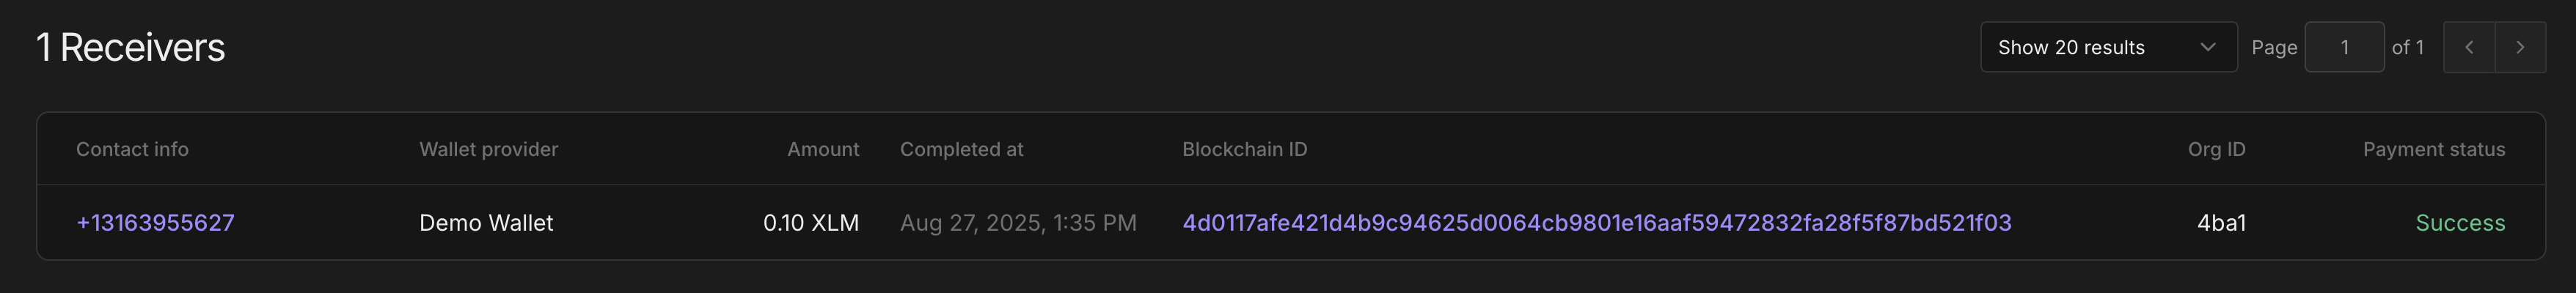 1 Receivers
Show 20 results Page 1 of 1
Contact info Wallet provider Amount Completed at Blockchain ID Org ID Payment status
+13163955627 Demo Wallet 0.10 XLM Aug 27, 2025, 1:35 PM 4d0117afe421d4b9c94625d0064cb9801e16aaf59472832fa28f5f87bd521f03 4ba1 Success